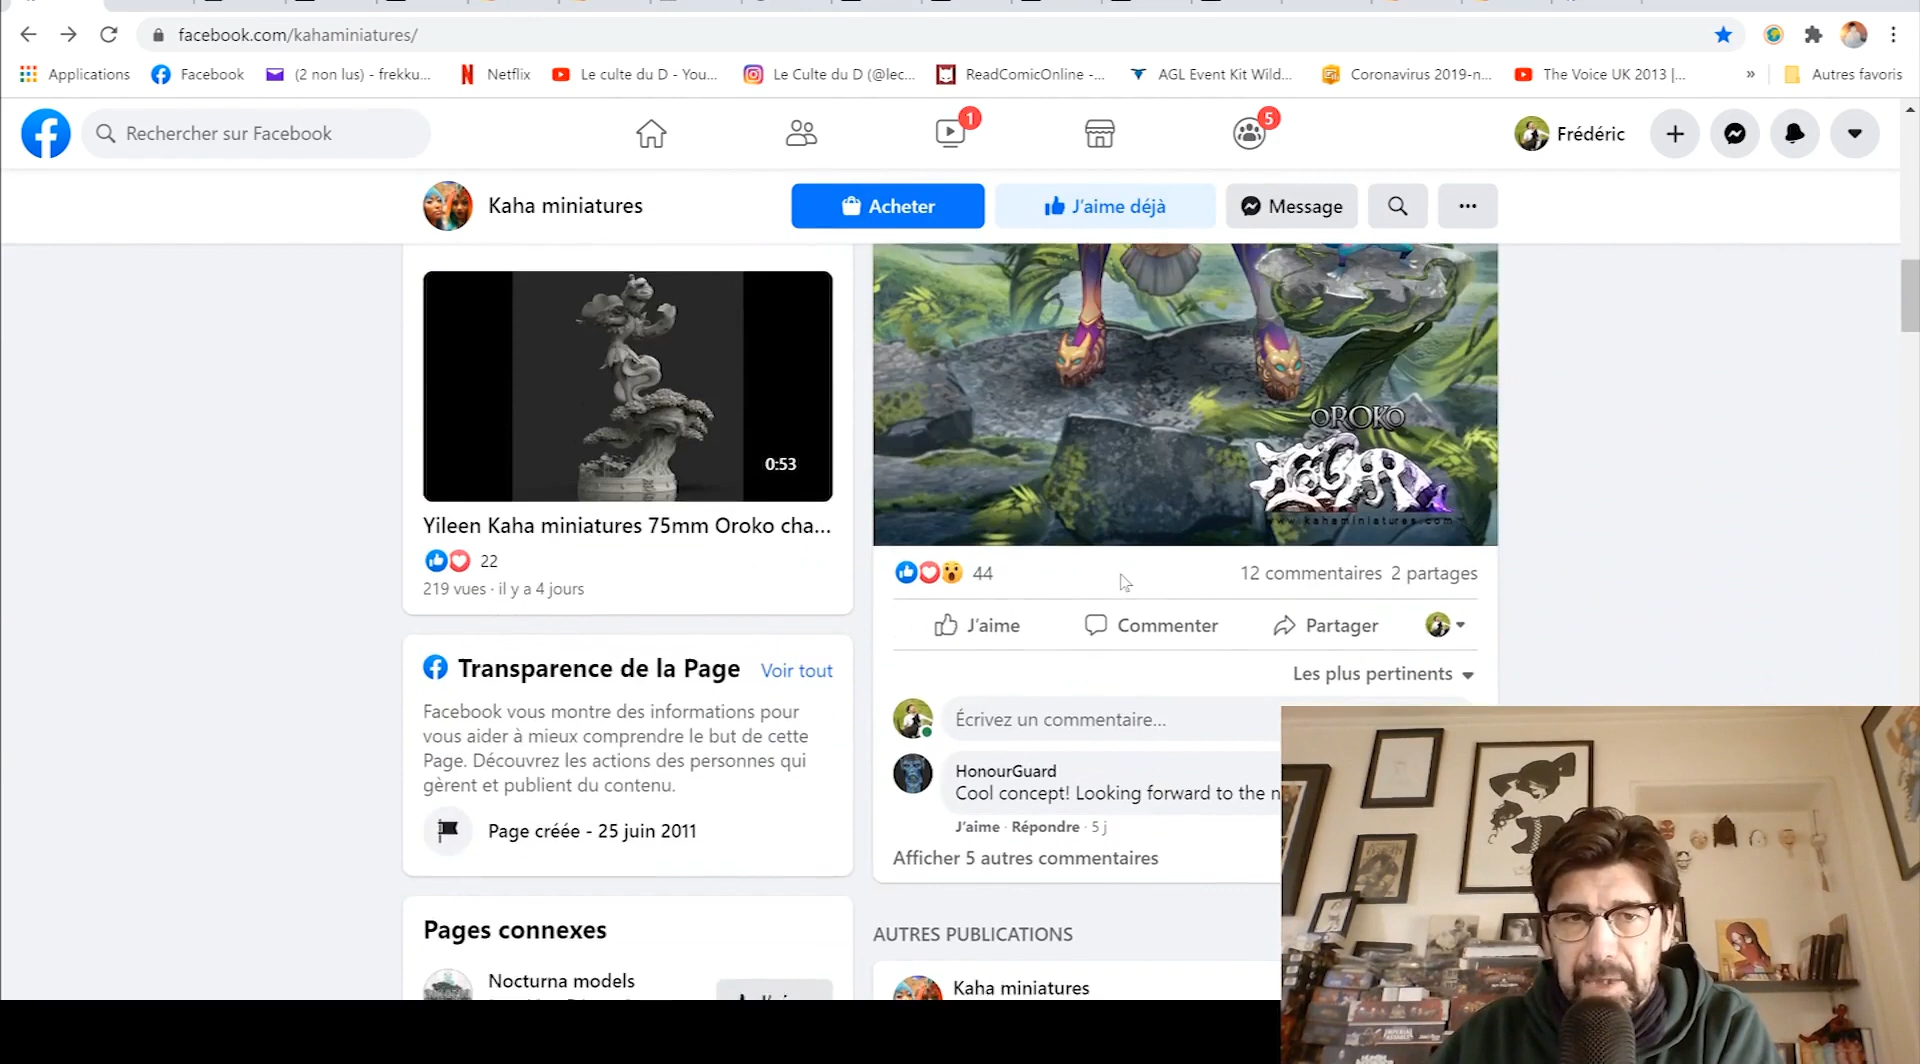 facebook.com/kahaminiatures/
Applications Facebook (2 non lus) - frekku... Netflix Le culte du D - You... Le Culte du D (@lec... ReadComicOnline -... AGL Event Kit Wild... Coronavirus 2019-n... The Voice UK 2013 |... » Autres favoris
Rechercher sur Facebook 1 5 Frédéric
Kaha miniatures Acheter J'aime déjà Message
0:53
Yileen Kaha miniatures 75mm Oroko cha...
22
219 vues · il y a 4 jours
Transparence de la Page Voir tout
Facebook vous montre des informations pour
vous aider à mieux comprendre le but de cette
Page. Découvrez les actions des personnes qui
gèrent et publient du contenu.
Page créée - 25 juin 2011
Pages connexes
Nocturna models
OROKO
www.kahaminiatures.com
44 12 commentaires 2 partages
J'aime Commenter Partager
Les plus pertinents
Écrivez un commentaire...
HonourGuard
Cool concept! Looking forward to the n
J'aime · Répondre · 5 j
Afficher 5 autres commentaires
AUTRES PUBLICATIONS
Kaha miniatures